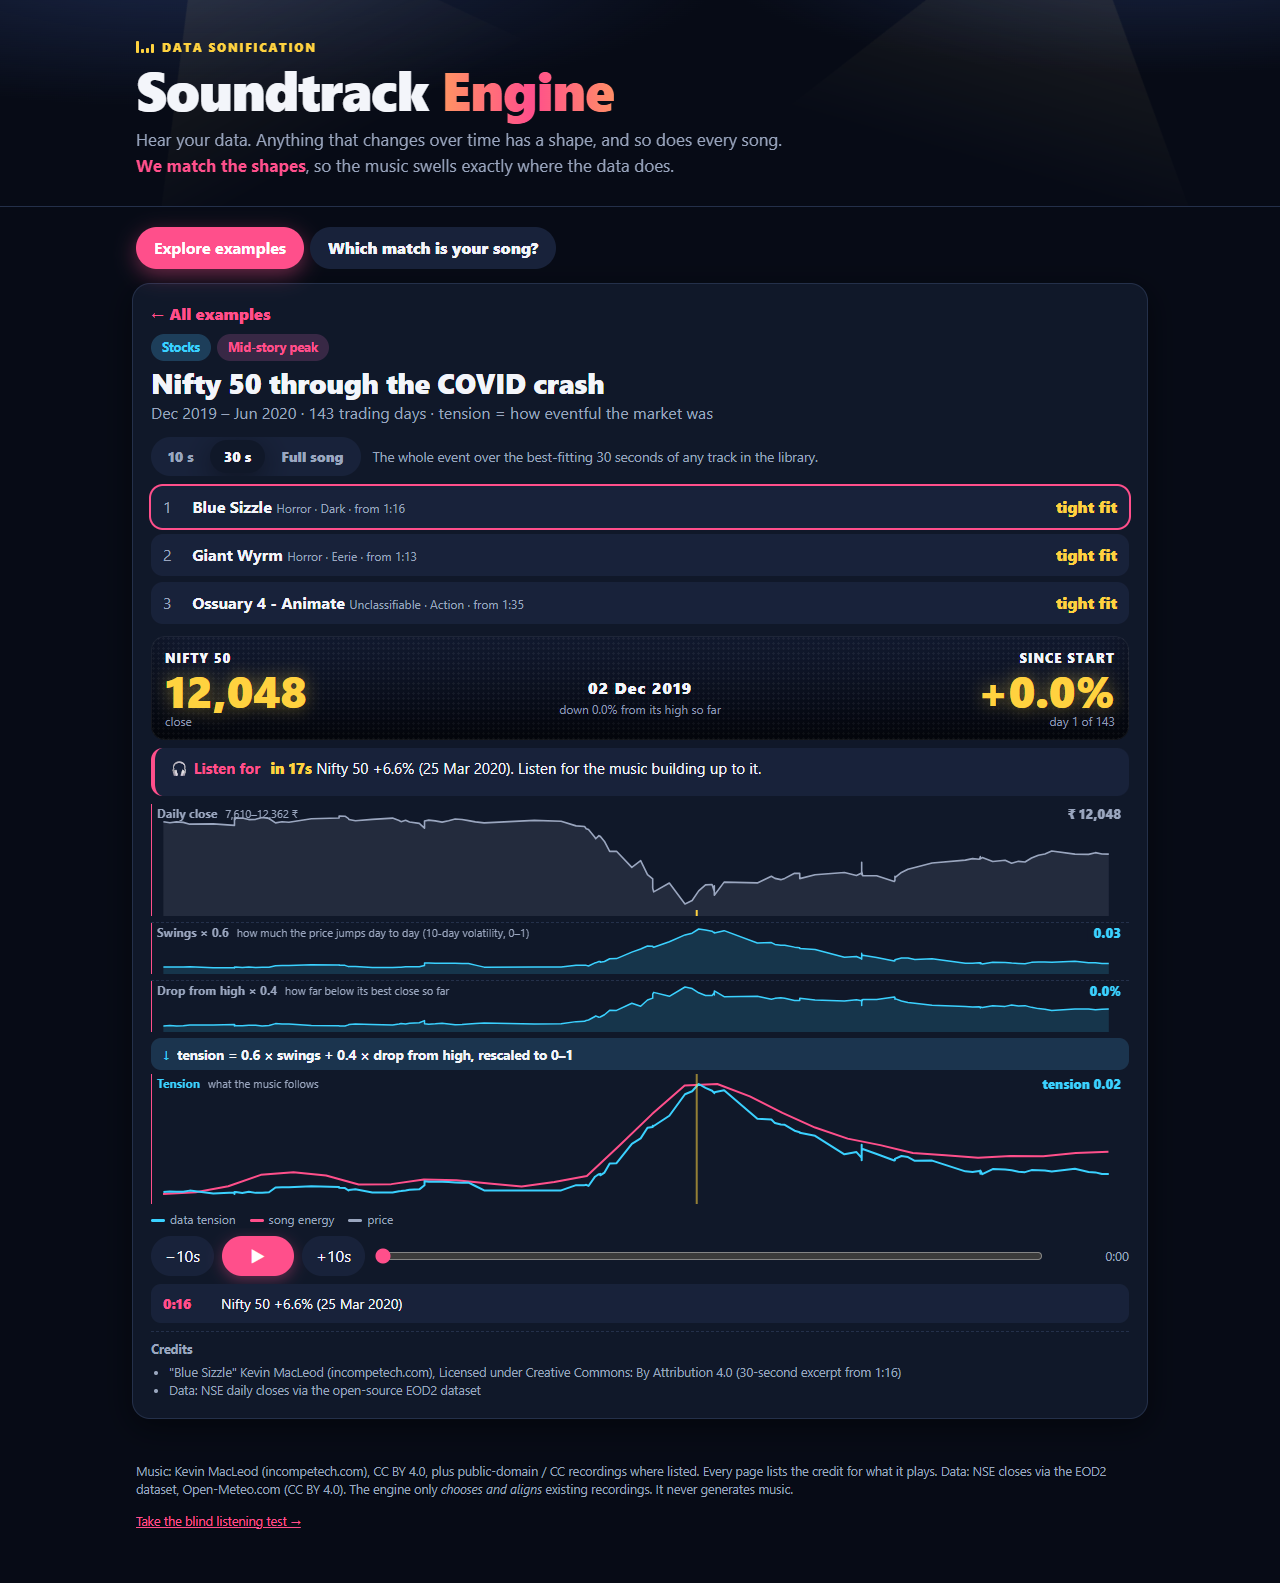 DATA SONIFICATION
Soundtrack Engine
Hear your data. Anything that changes over time has a shape, and so does every song.
We match the shapes, so the music swells exactly where the data does.
Explore examples
Which match is your song?
← All examples
Stocks
Mid-story peak
Nifty 50 through the COVID crash
Dec 2019 – Jun 2020 · 143 trading days · tension = how eventful the market was
10 s
30 s
Full song
The whole event over the best-fitting 30 seconds of any track in the library.
1 Blue Sizzle Horror · Dark · from 1:16 tight fit
2 Giant Wyrm Horror · Eerie · from 1:13 tight fit
3 Ossuary 4 - Animate Unclassifiable · Action · from 1:35 tight fit
NIFTY 50
12,048
close
02 Dec 2019
down 0.0% from its high so far
SINCE START
+0.0%
day 1 of 143
🎧 Listen for in 17s Nifty 50 +6.6% (25 Mar 2020). Listen for the music building up to it.
Daily close 7,610–12,362 ₹ ₹ 12,048
Swings × 0.6 how much the price jumps day to day (10-day volatility, 0–1) 0.03
Drop from high × 0.4 how far below its best close so far 0.0%
↓ tension = 0.6 × swings + 0.4 × drop from high, rescaled to 0–1
Tension what the music follows tension 0.02
data tension song energy price
−10s
+10s
0:00
0:16 Nifty 50 +6.6% (25 Mar 2020)
Credits
• "Blue Sizzle" Kevin MacLeod (incompetech.com), Licensed under Creative Commons: By Attribution 4.0 (30-second excerpt from 1:16)
• Data: NSE daily closes via the open-source EOD2 dataset
Music: Kevin MacLeod (incompetech.com), CC BY 4.0, plus public-domain / CC recordings where listed. Every page lists the credit for what it plays. Data: NSE closes via the EOD2
dataset, Open-Meteo.com (CC BY 4.0). The engine only chooses and aligns existing recordings. It never generates music.
Take the blind listening test →